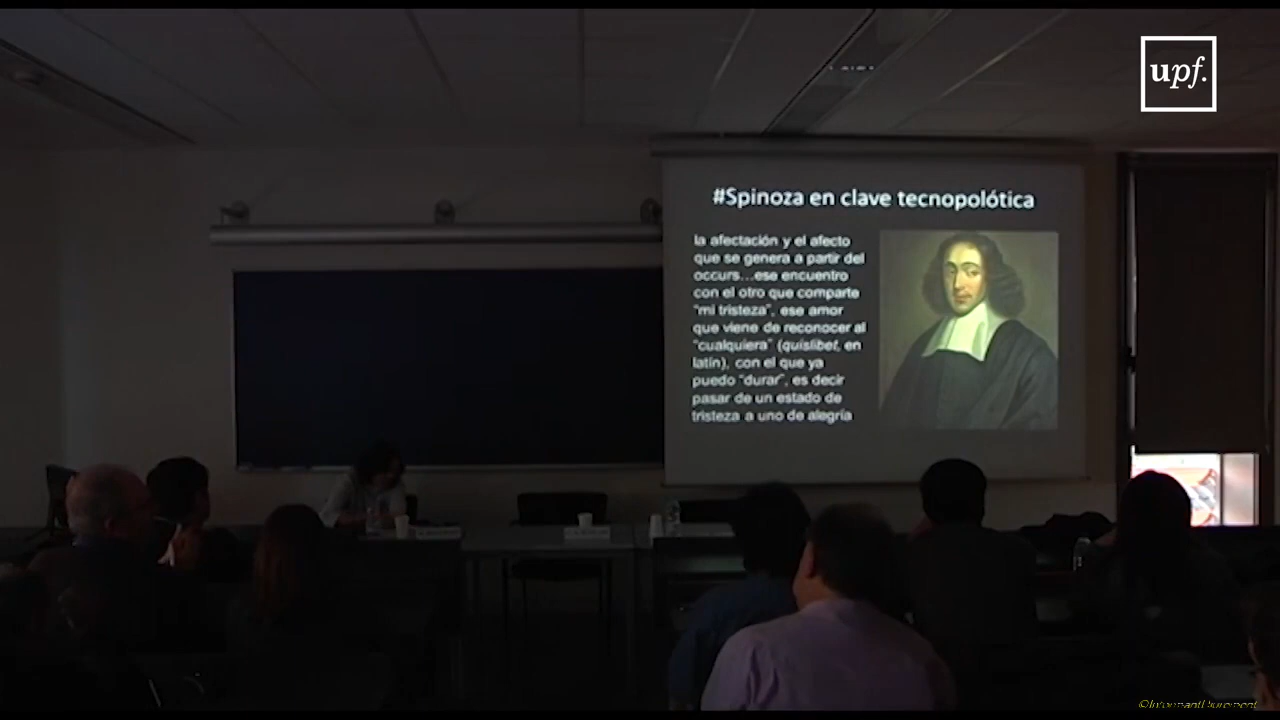 upf.
#Spinoza en clave tecnopolótica
la afectación y el afecto
que se genera a partir del
occurs...ese encuentro
con el otro que comparte
"mi tristeza", ese amor
que viene de reconocer al
"cualquiera" (quislibet, en
latín), con el que ya
puedo "durar", es decir
pasar de un estado de
tristeza a uno de alegría